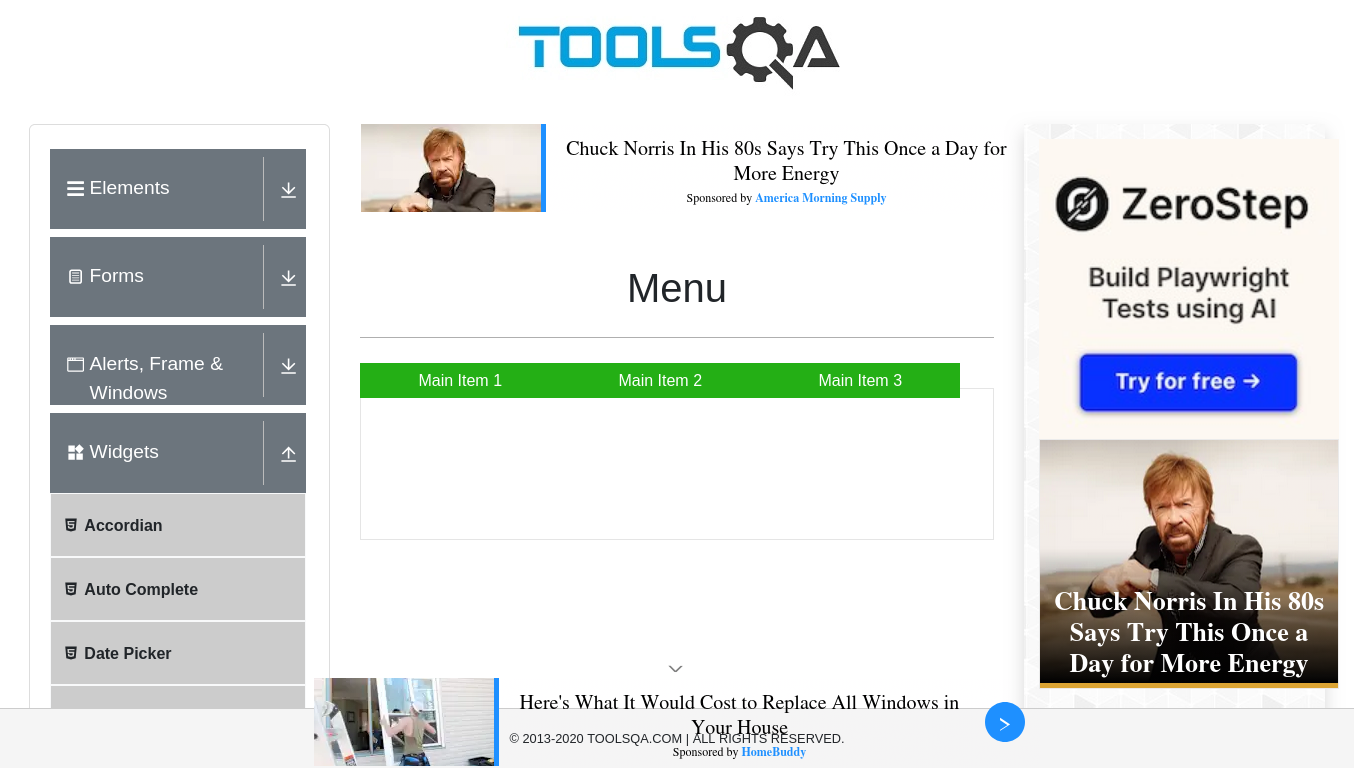 TOOLSQA
Elements
Forms
Alerts, Frame &
Windows
Widgets
Accordian
Auto Complete
Date Picker
Chuck Norris In His 80s Says Try This Once a Day for
More Energy
Sponsored by America Morning Supply
Menu
Main Item 1
Main Item 2
Main Item 3
ZeroStep
Build Playwright
Tests using AI
Try for free →
Chuck Norris In His 80s
Says Try This Once a
Day for More Energy
Here's What It Would Cost to Replace All Windows in
Your House
© 2013-2020 TOOLSQA.COM | ALL RIGHTS RESERVED.
Sponsored by HomeBuddy